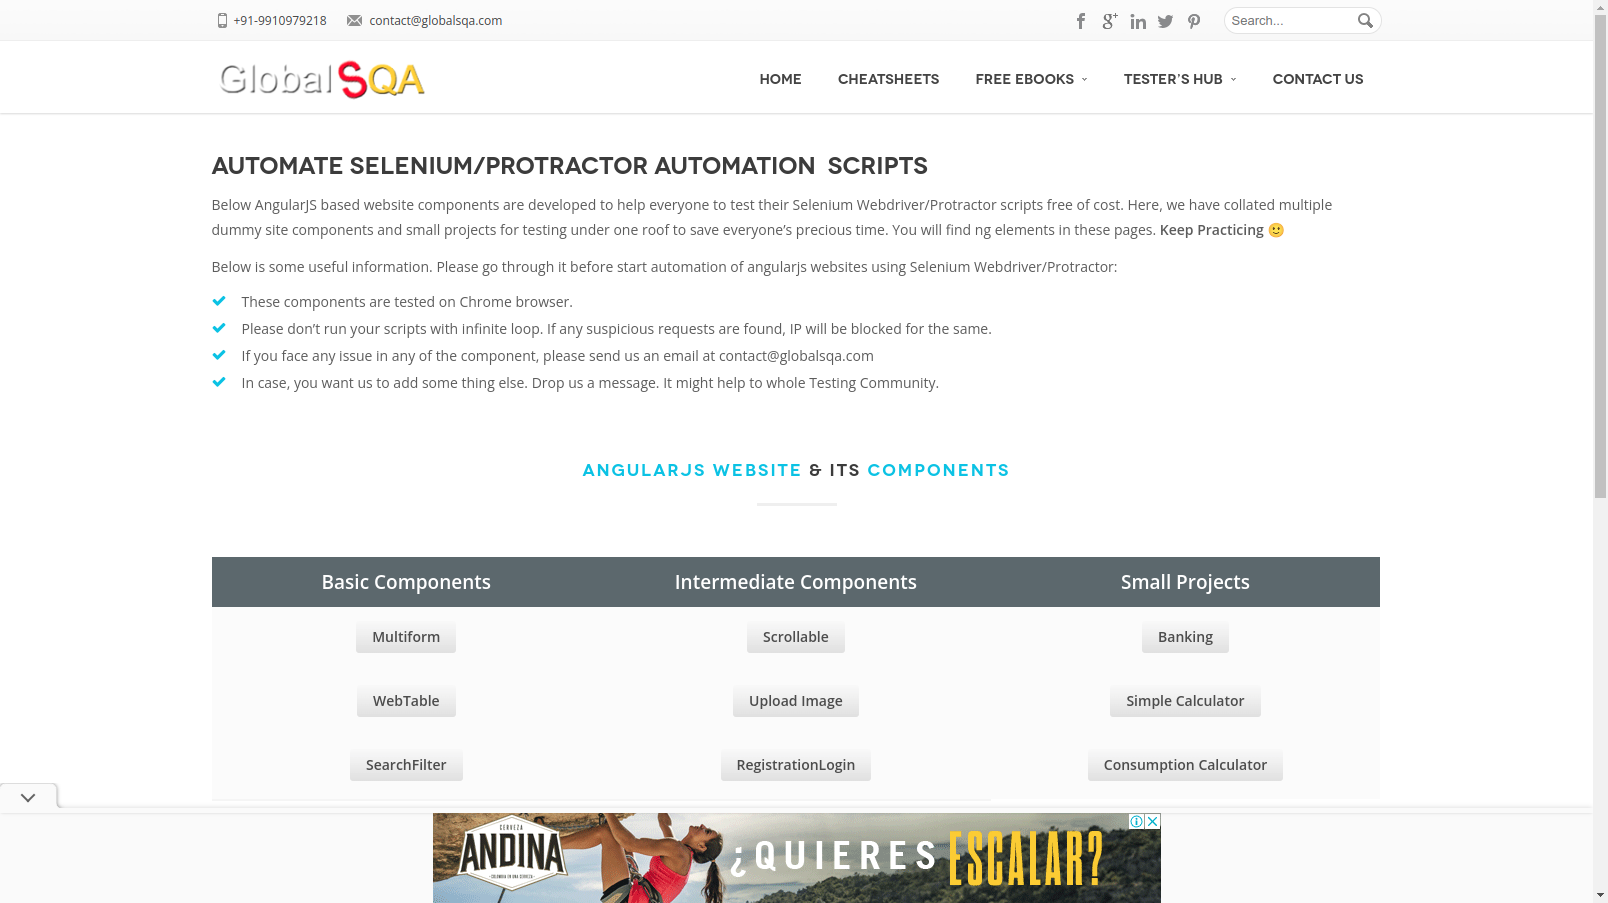 +91-9910979218 contact@globalsqa.com Search...
GlobalSQA HOME CHEATSHEETS FREE EBOOKS TESTER'S HUB CONTACT US
AUTOMATE SELENIUM/PROTRACTOR AUTOMATION SCRIPTS
Below AngularJS based website components are developed to help everyone to test their Selenium Webdriver/Protractor scripts free of cost. Here, we have collated multiple
dummy site components and small projects for testing under one roof to save everyone's precious time. You will find ng elements in these pages. Keep Practicing 🙂
Below is some useful information. Please go through it before start automation of angularjs websites using Selenium Webdriver/Protractor:
These components are tested on Chrome browser.
Please don't run your scripts with infinite loop. If any suspicious requests are found, IP will be blocked for the same.
If you face any issue in any of the component, please send us an email at contact@globalsqa.com
In case, you want us to add some thing else. Drop us a message. It might help to whole Testing Community.
ANGULARJS WEBSITE & ITS COMPONENTS
Basic Components Intermediate Components Small Projects
Multiform Scrollable Banking
WebTable Upload Image Simple Calculator
SearchFilter RegistrationLogin Consumption Calculator
CERVEZA
ANDINA
¿QUIERES ESCALAR?